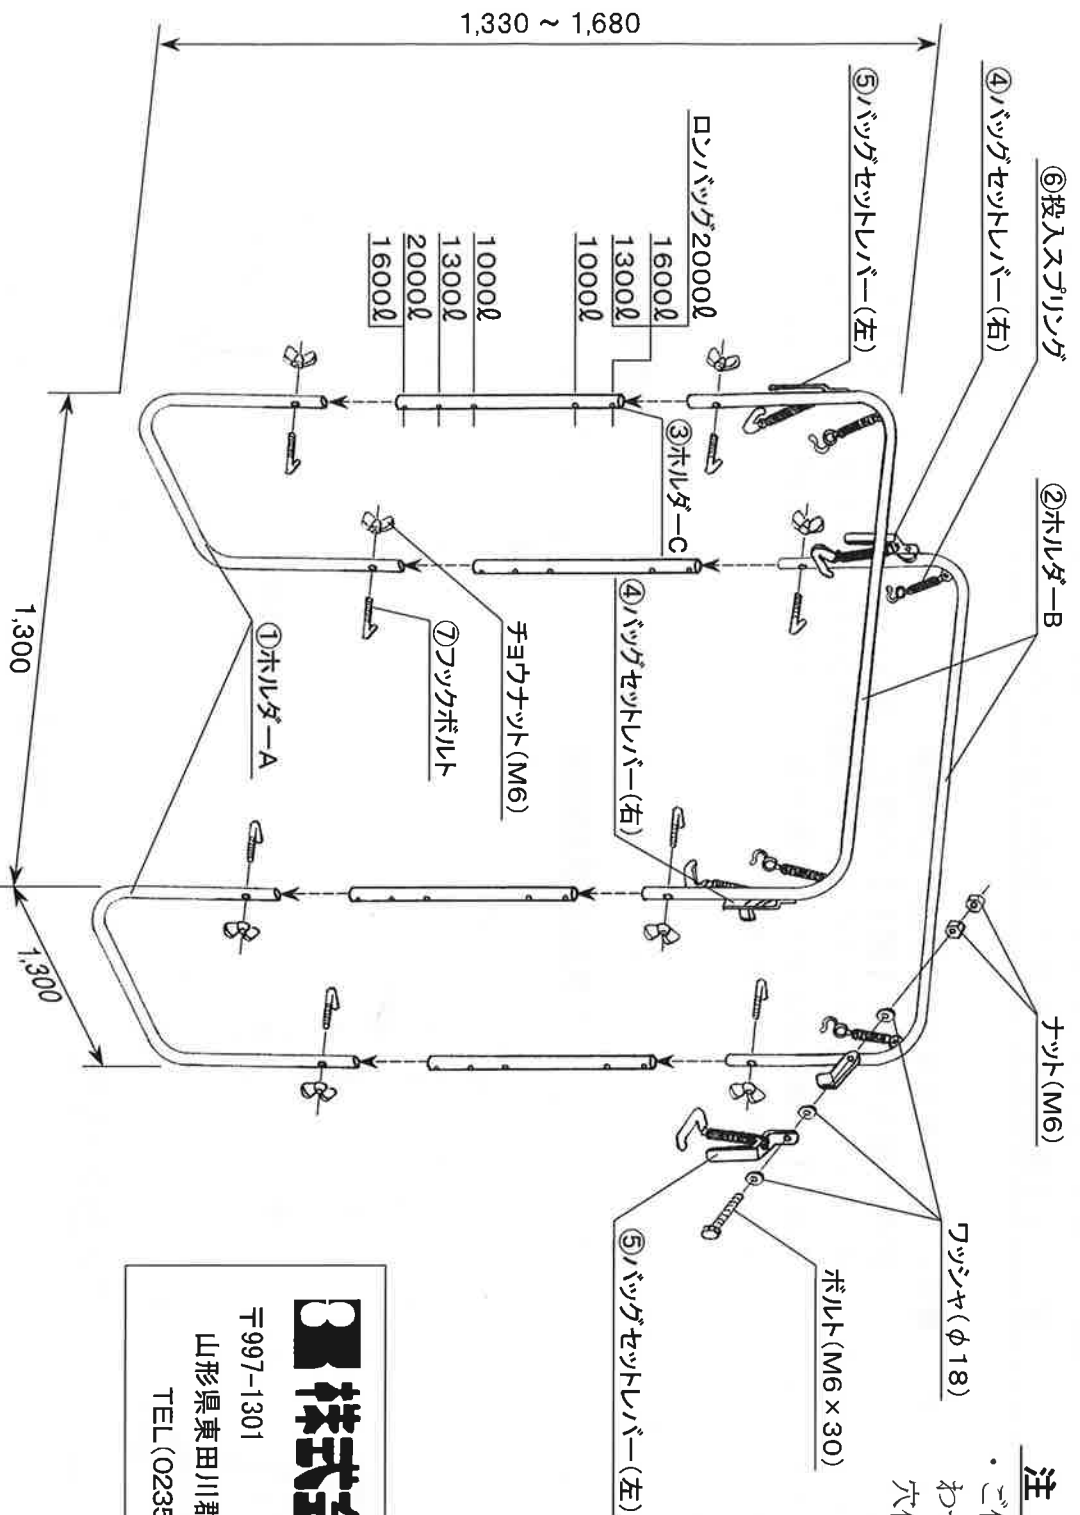 1,330 ~ 1,680
⑥投入スプリング
④バッグセットレバー(右)
⑤バッグセットレバー(左)
②ホルダーB
ロンバッグ2000ℓ
1600ℓ
1300ℓ
1000ℓ
1000ℓ
1300ℓ
2000ℓ
1600ℓ
③ホルダーC
④バッグセットレバー(右)
チョウナット(M6)
⑦フックボルト
①ホルダーA
1,300
1,300
ナット(M6)
ワッシャ(φ18)
ボルト(M6×30)
⑤バッグセットレバー(左)
注
・ご
わ
穴
株式
〒997-1301
山形県東田川郡
TEL(0235